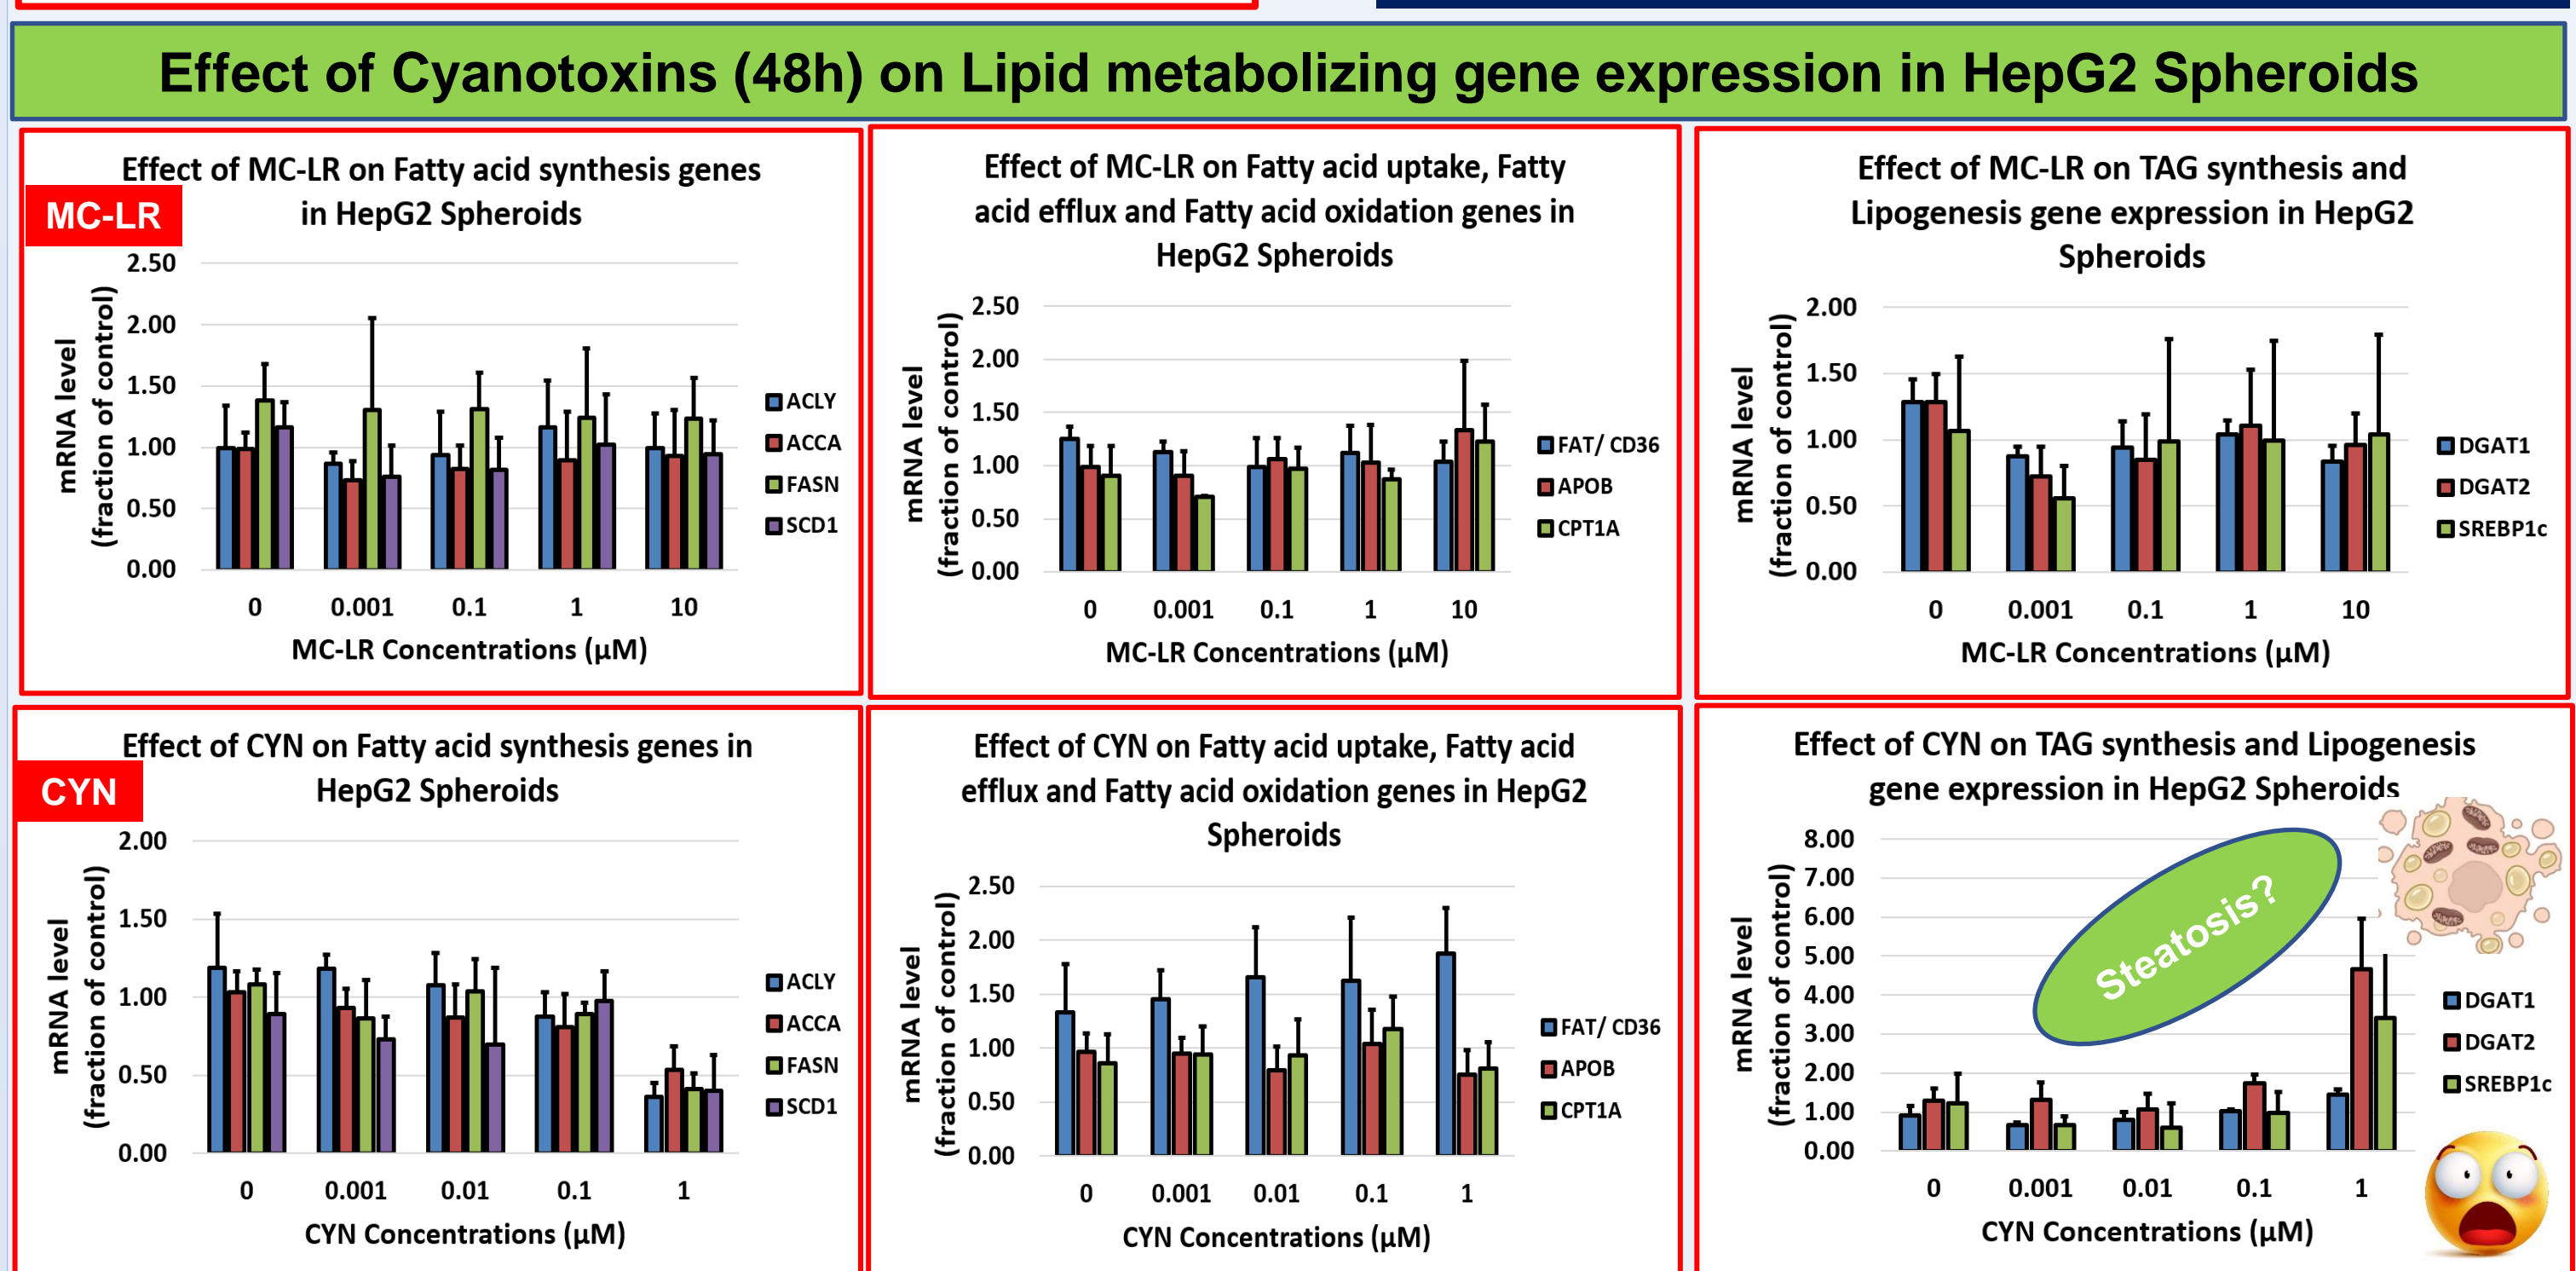 Effect of Cyanotoxins (48h) on Lipid metabolizing gene expression in HepG2 Spheroids
Effect of MC-LR on Fatty acid synthesis genes
in HepG2 Spheroids
MC-LR
mRNA level
(fraction of control)
2.50
2.00
1.50
1.00
0.50
0.00
0 0.001 0.1 1 10
MC-LR Concentrations (µM)
ACLY
ACCA
FASN
SCD1
Effect of MC-LR on Fatty acid uptake, Fatty
acid efflux and Fatty acid oxidation genes in
HepG2 Spheroids
mRNA level
(fraction of control)
2.50
2.00
1.50
1.00
0.50
0.00
0 0.001 0.1 1 10
MC-LR Concentrations (µM)
FAT/ CD36
APOB
CPT1A
Effect of MC-LR on TAG synthesis and
Lipogenesis gene expression in HepG2
Spheroids
mRNA level
(fraction of control)
2.00
1.50
1.00
0.50
0.00
0 0.001 0.1 1 10
MC-LR Concentrations (µM)
DGAT1
DGAT2
SREBP1c
Effect of CYN on Fatty acid synthesis genes in
HepG2 Spheroids
CYN
mRNA level
(fraction of control)
2.00
1.50
1.00
0.50
0.00
0 0.001 0.01 0.1 1
CYN Concentrations (µM)
ACLY
ACCA
FASN
SCD1
Effect of CYN on Fatty acid uptake, Fatty acid
efflux and Fatty acid oxidation genes in HepG2
Spheroids
mRNA level
(fraction of control)
2.50
2.00
1.50
1.00
0.50
0.00
0 0.001 0.01 0.1 1
CYN Concentrations (µM)
FAT/ CD36
APOB
CPT1A
Effect of CYN on TAG synthesis and Lipogenesis
gene expression in HepG2 Spheroids
mRNA level
(fraction of control)
8.00
7.00
6.00
5.00
4.00
3.00
2.00
1.00
0.00
Steatosis?
0 0.001 0.01 0.1 1
CYN Concentrations (µM)
DGAT1
DGAT2
SREBP1c